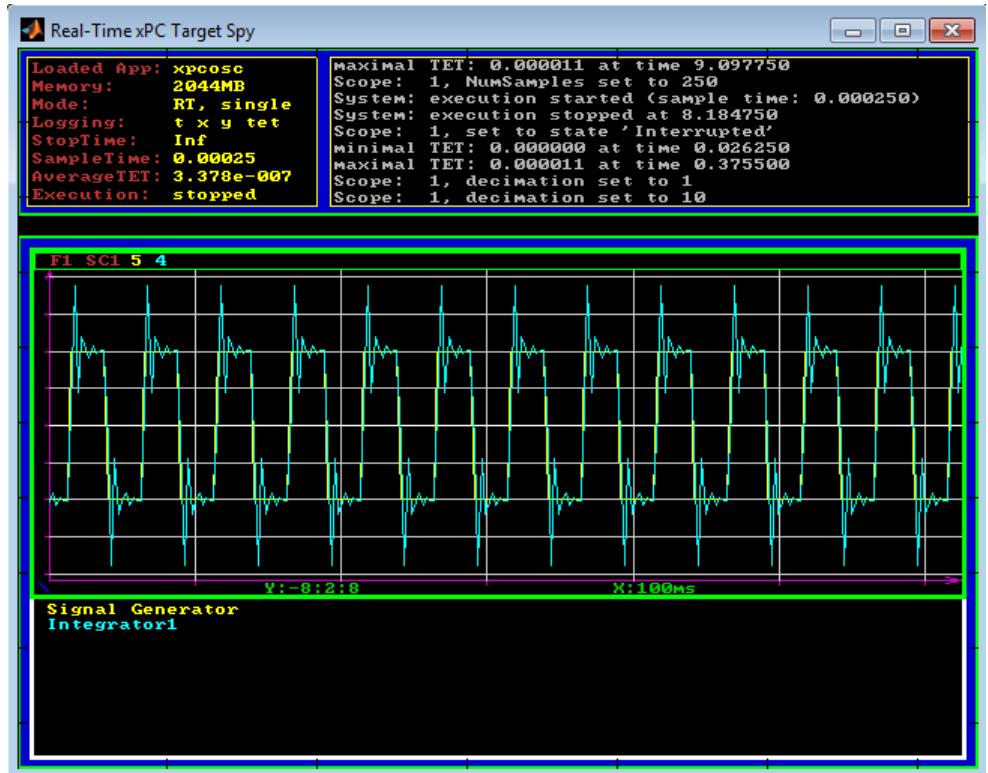 Real-Time xPC Target Spy
Loaded App: xpcosc
Memory: 2044MB
Mode: RT, single
Logging: t x y tet
StopTime: Inf
SampleTime: 0.00025
AverageTET: 3.378e-007
Execution: stopped
maximal TET: 0.000011 at time 9.097750
Scope: 1, NumSamples set to 250
System: execution started (sample time: 0.000250)
System: execution stopped at 8.184750
Scope: 1, set to state 'Interrupted'
minimal TET: 0.000000 at time 0.026250
maximal TET: 0.000011 at time 0.375500
Scope: 1, decimation set to 1
Scope: 1, decimation set to 10
F1 SC1 5 4
Y:-8:2:8 X:100ms
Signal Generator
Integrator1